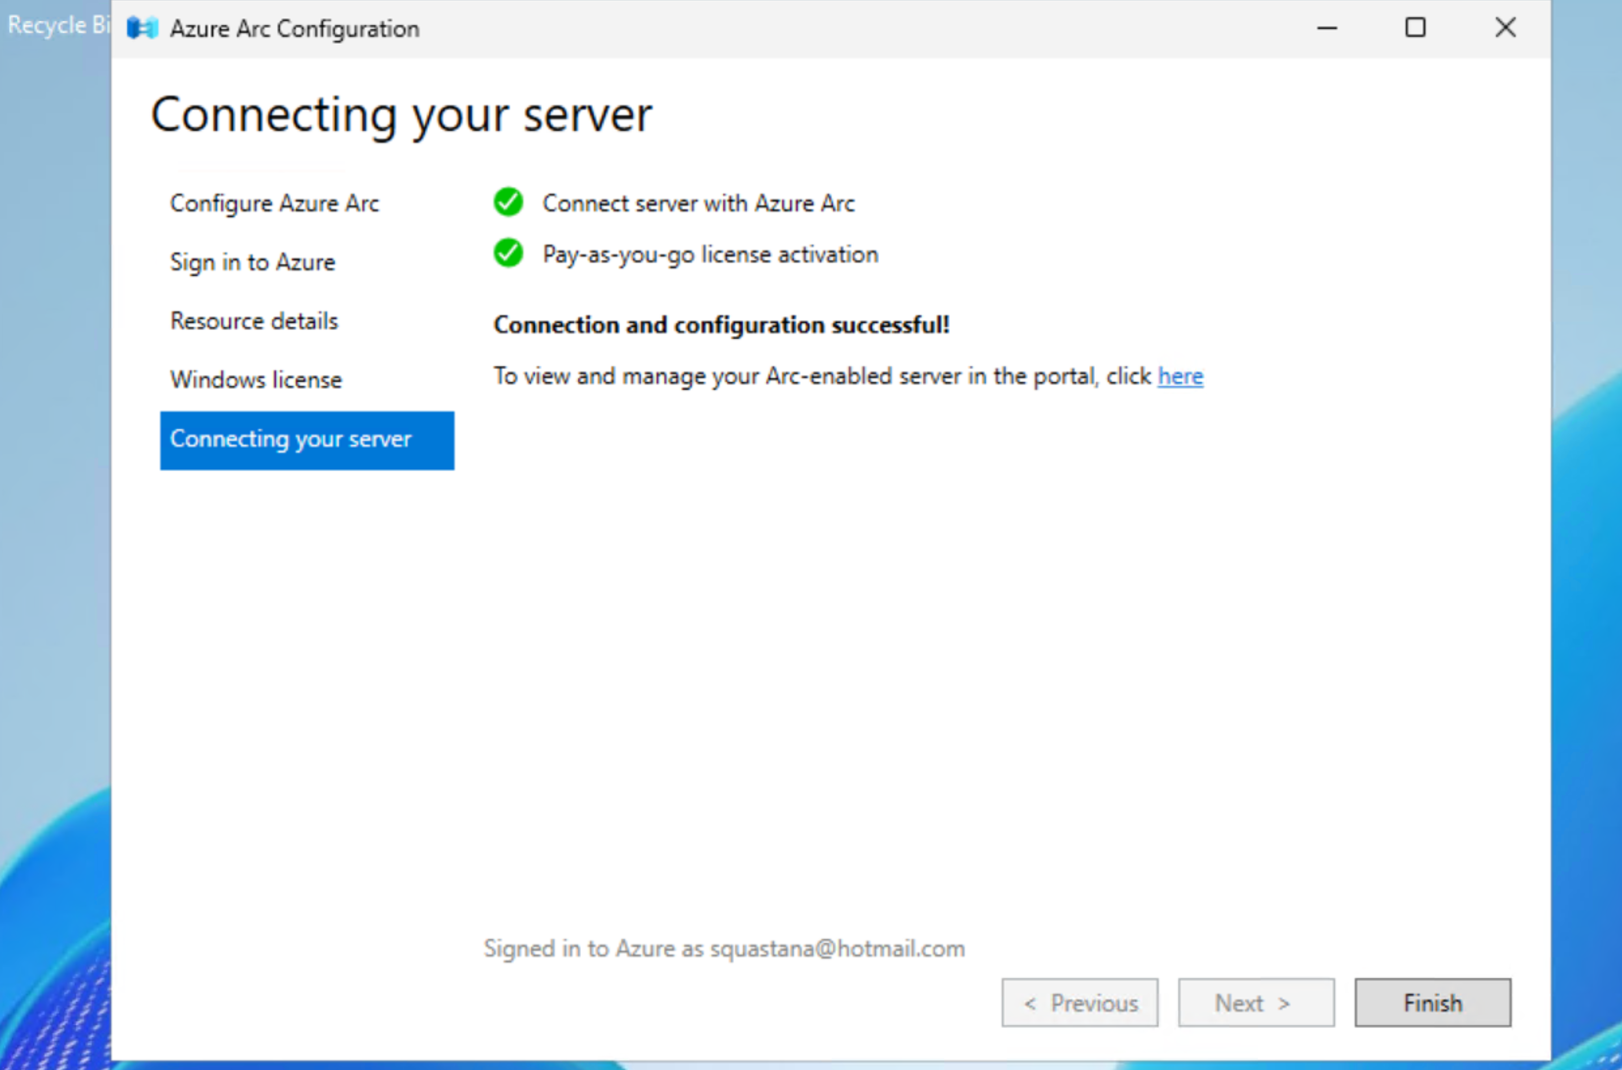 Recycle Bi
Azure Arc Configuration
Connecting your server
Configure Azure Arc
Sign in to Azure
Resource details
Windows license
Connecting your server
Connect server with Azure Arc
Pay-as-you-go license activation
Connection and configuration successful!
To view and manage your Arc-enabled server in the portal, click here
Signed in to Azure as squastana@hotmail.com
< Previous
Next >
Finish